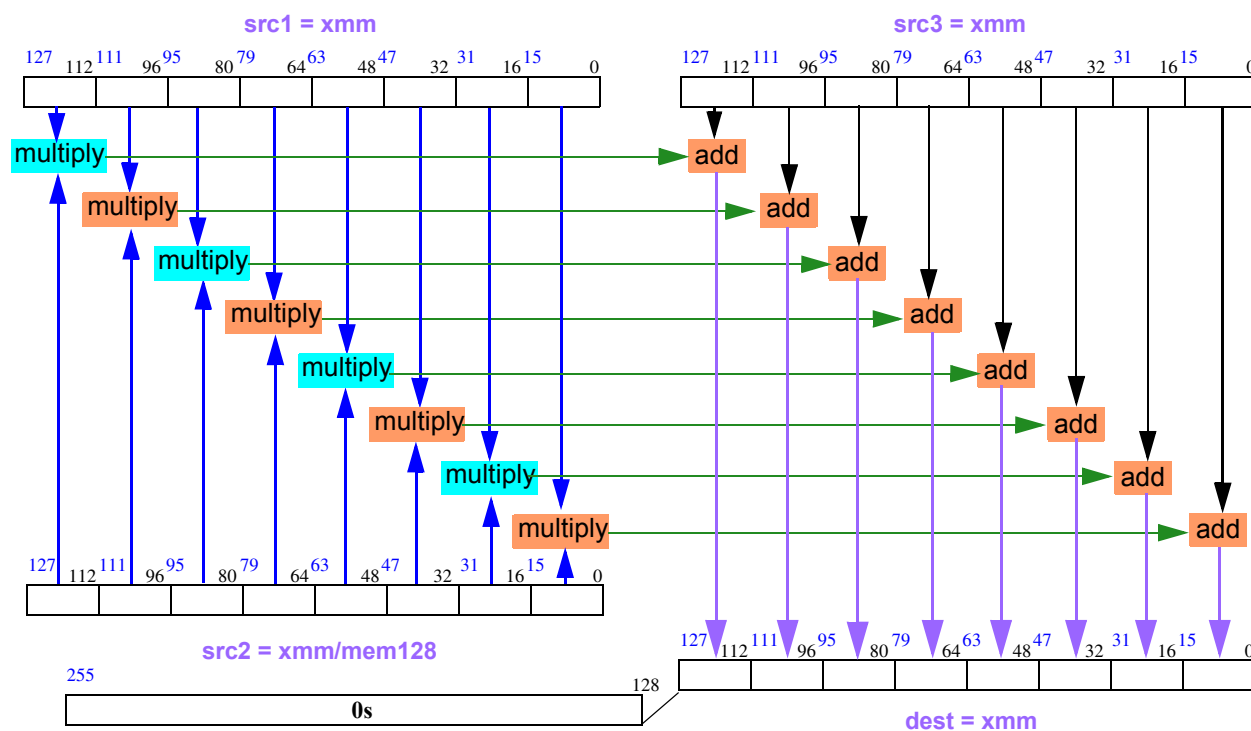 src1 = xmm src3 = xmm
127 111 95 79 63 47 31 15 127 111 95 79 63 47 31 15
112 96 80 64 48 32 16 0 112 96 80 64 48 32 16 0
multiply add
multiply add
multiply add
multiply add
multiply add
multiply add
multiply add
multiply add
127 111 95 79 63 47 31 15
112 96 80 64 48 32 16 0
src2 = xmm/mem128
127 111 95 79 63 47 31 15
112 96 80 64 48 32 16 0
255 128
0s
dest = xmm